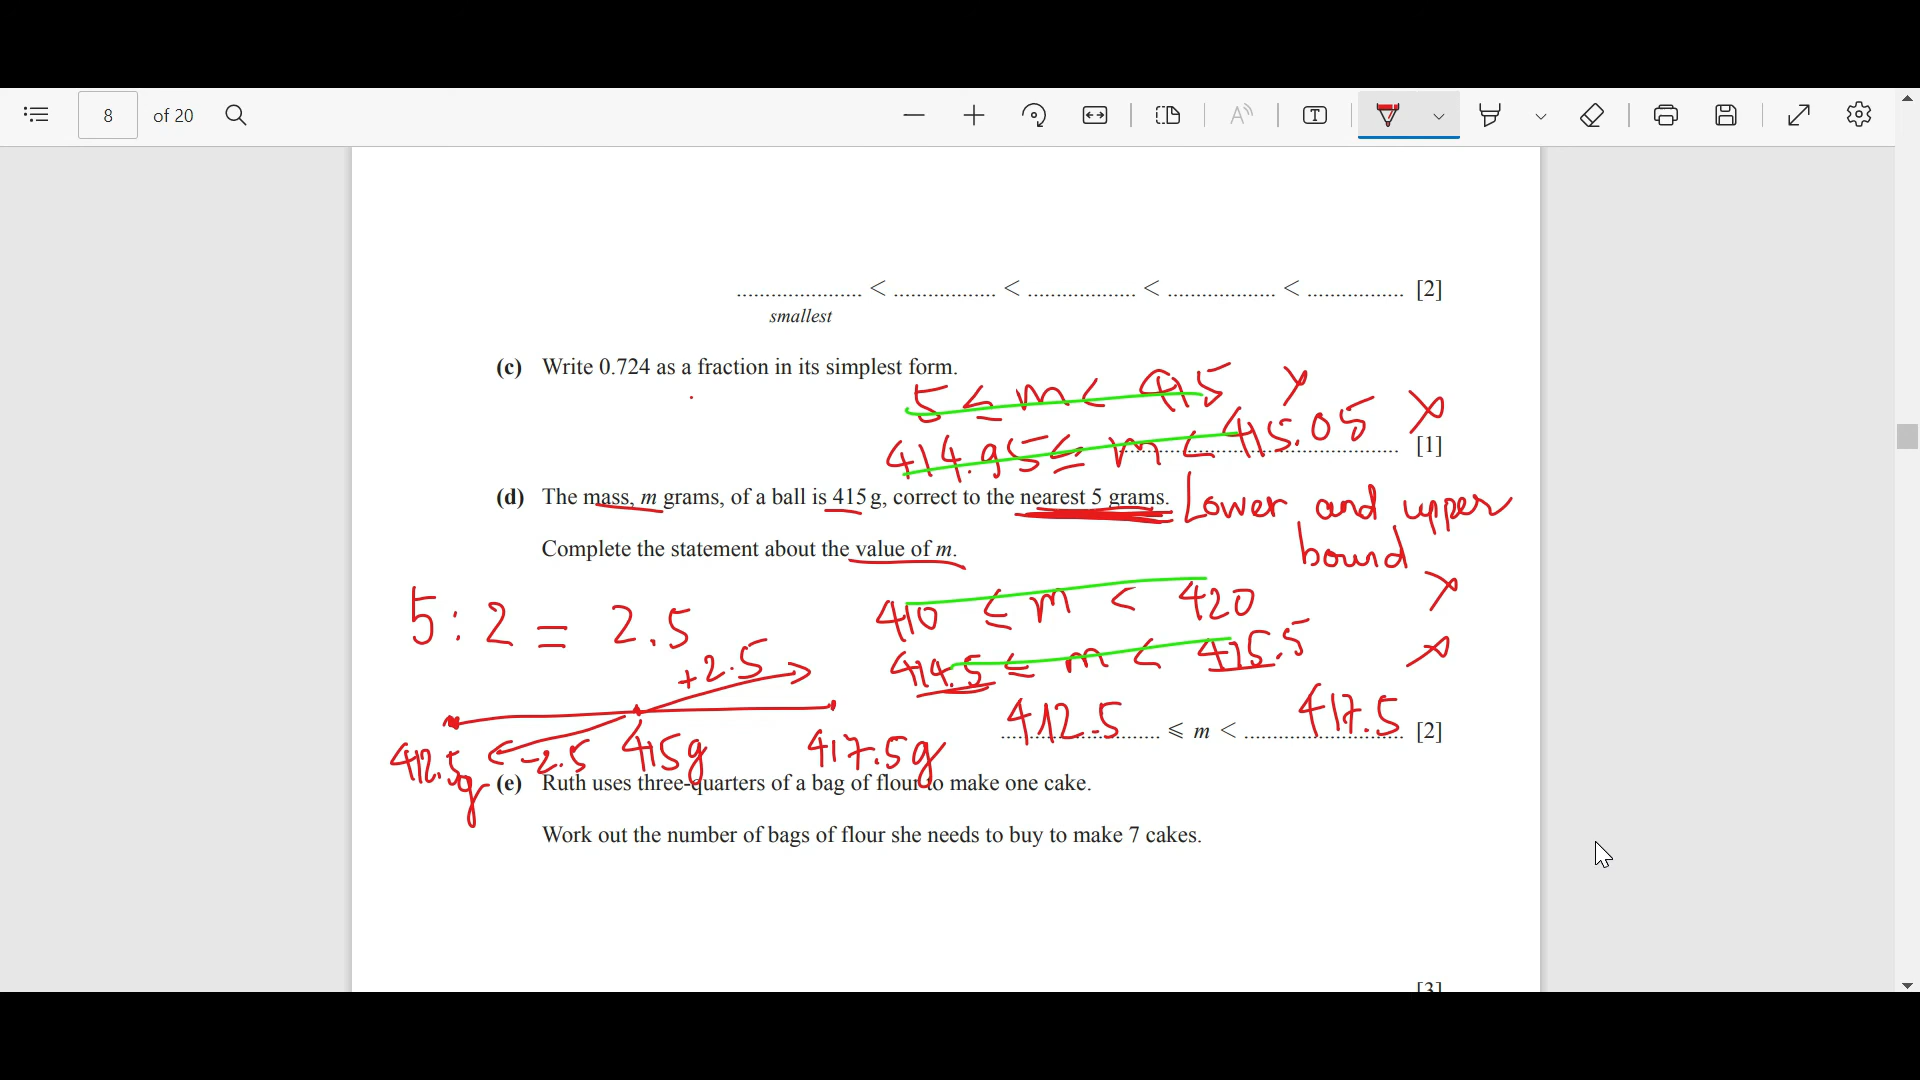 8 of 20
..................... < ................. < .................. < .................. < ................ [2]
smallest
(c) Write 0.724 as a fraction in its simplest form.
5 ≤ m < 415 x
414.95 ≤ m < 415.05 x
.................................................. [1]
(d) The mass, m grams, of a ball is 415 g, correct to the nearest 5 grams.
Lower and upper
bound
Complete the statement about the value of m.
5 : 2 = 2.5
410 ≤ m < 420 x
414.5 ≤ m < 415.5 x
+2.5
412.5 ≤ m < 417.5 [2]
412.5g -2.5 415g 417.5g
(e) Ruth uses three-quarters of a bag of flour to make one cake.
Work out the number of bags of flour she needs to buy to make 7 cakes.
[3]